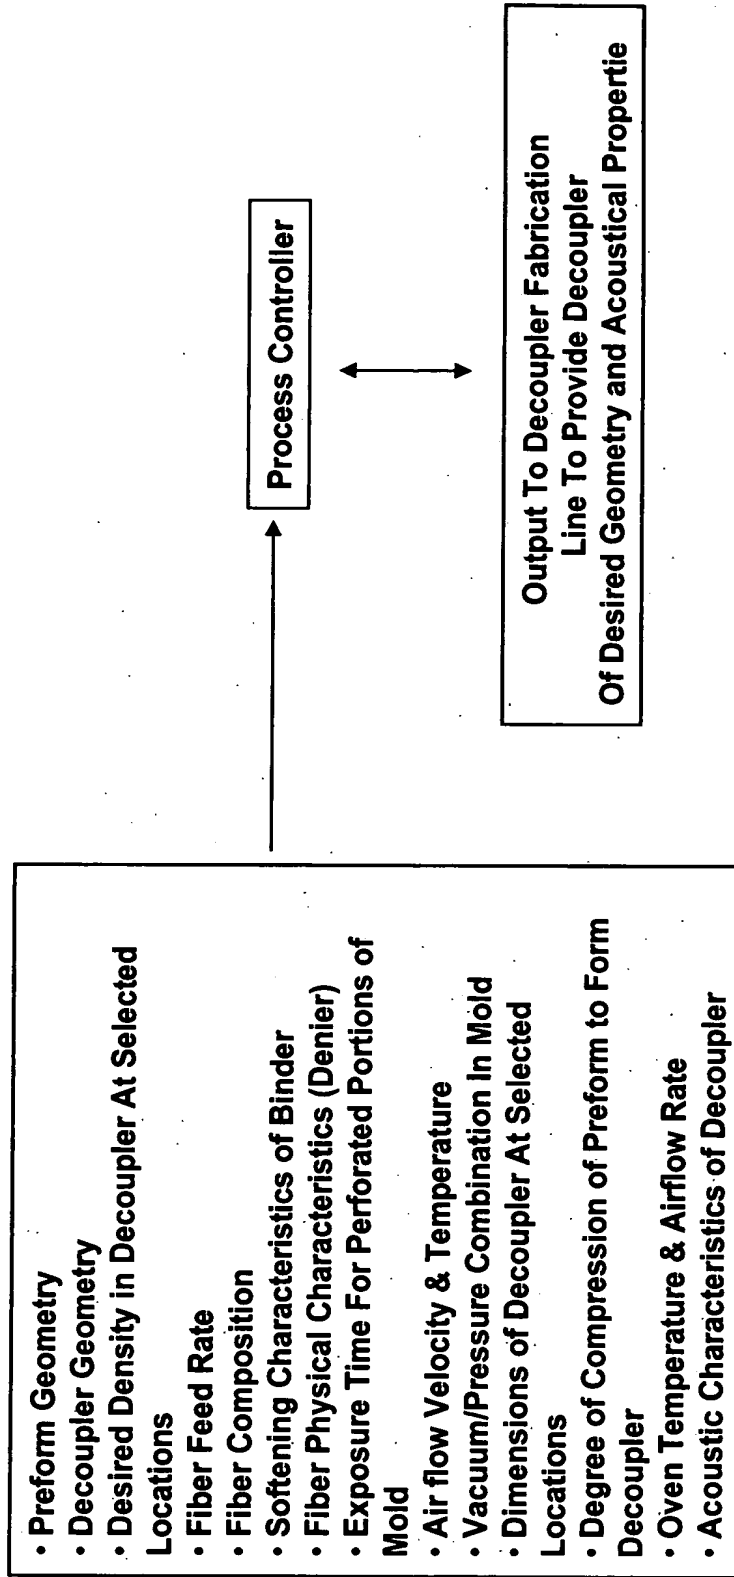 • Preform Geometry
• Decoupler Geometry
• Desired Density in Decoupler At Selected
Locations
• Fiber Feed Rate
• Fiber Composition
• Softening Characteristics of Binder
• Fiber Physical Characteristics (Denier)
• Exposure Time For Perforated Portions of
Mold
• Air flow Velocity & Temperature
• Vacuum/Pressure Combination In Mold
• Dimensions of Decoupler At Selected
Locations
• Degree of Compression of Preform to Form
Decoupler
• Oven Temperature & Airflow Rate
• Acoustic Characteristics of Decoupler
Process Controller
Output To Decoupler Fabrication
Line To Provide Decoupler
Of Desired Geometry and Acoustical Propertie